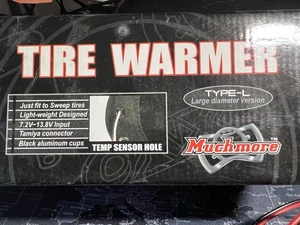 TIRE WARMER
TYPE-L
Large diameter version
Just fit to Sweep tires
Light-weight Designed
7.2V~13.8V Input
Tamiya connector
Black aluminum cups
TEMP SENSOR HOLE
Muchmore
TM